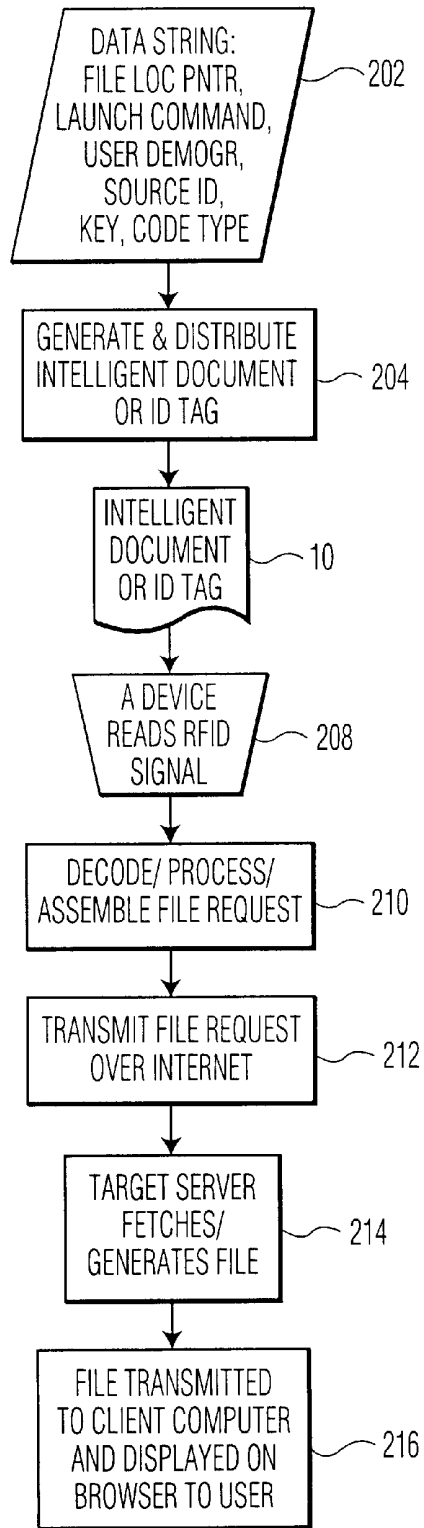 DATA STRING:
FILE LOC PNTR,
LAUNCH COMMAND,
USER DEMOGR,
SOURCE ID,
KEY, CODE TYPE
202
GENERATE & DISTRIBUTE
INTELLIGENT DOCUMENT
OR ID TAG
204
INTELLIGENT
DOCUMENT
OR ID TAG
10
A DEVICE
READS RFID
SIGNAL
208
DECODE/ PROCESS/
ASSEMBLE FILE REQUEST
210
TRANSMIT FILE REQUEST
OVER INTERNET
212
TARGET SERVER
FETCHES/
GENERATES FILE
214
FILE TRANSMITTED
TO CLIENT COMPUTER
AND DISPLAYED ON
BROWSER TO USER
216